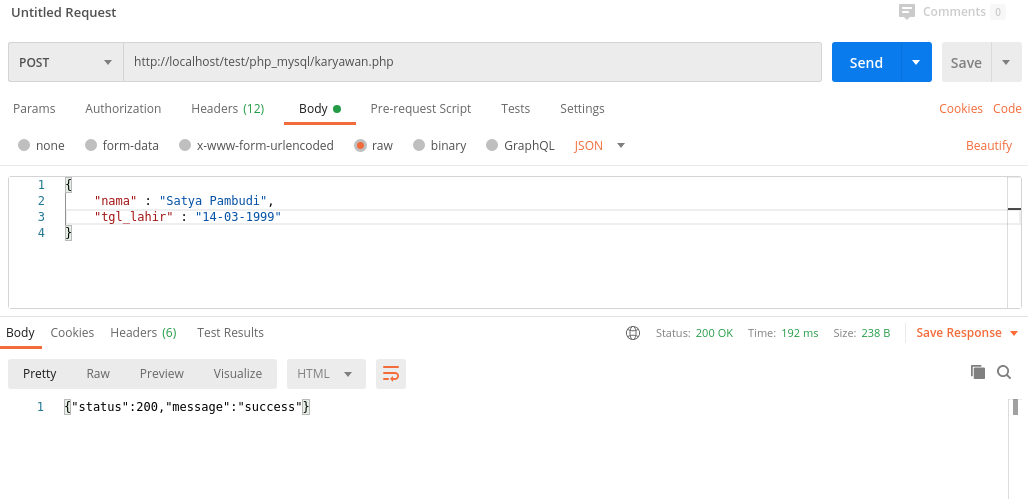 Untitled Request
Comments 0
POST
http://localhost/test/php_mysql/karyawan.php
Send
Save
Params Authorization Headers (12) Body Pre-request Script Tests Settings Cookies Code
none form-data x-www-form-urlencoded raw binary GraphQL JSON Beautify
1 {
2 "nama" : "Satya Pambudi",
3 "tgl_lahir" : "14-03-1999"
4 }
Body Cookies Headers (6) Test Results Status: 200 OK Time: 192 ms Size: 238 B Save Response
Pretty Raw Preview Visualize HTML
1 {"status":200,"message":"success"}